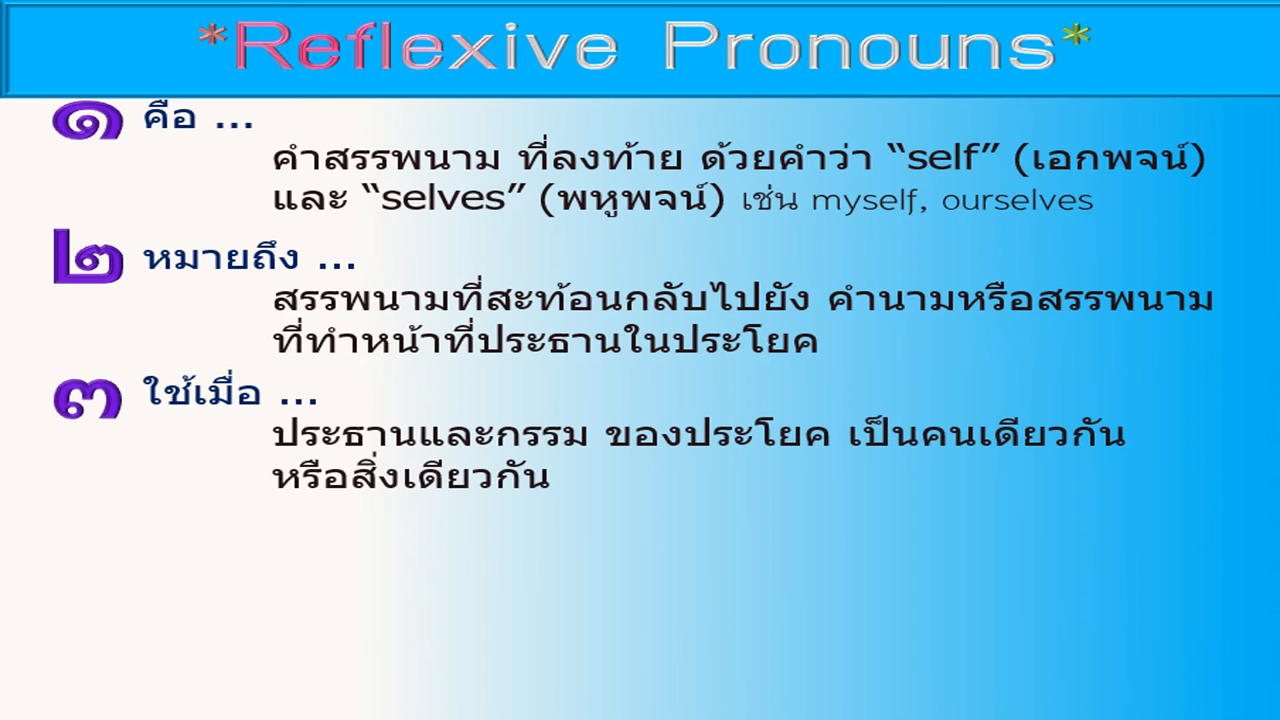 *Reflexive Pronouns*
๑ คือ ...
คำสรรพนาม ที่ลงท้าย ด้วยคำว่า “self” (เอกพจน์)
และ “selves” (พหูพจน์) เช่น myself, ourselves
๒ หมายถึง ...
สรรพนามที่สะท้อนกลับไปยัง คำนามหรือสรรพนาม
ที่ทำหน้าที่ประธานในประโยค
๓ ใช้เมื่อ ...
ประธานและกรรม ของประโยค เป็นคนเดียวกัน
หรือสิ่งเดียวกัน